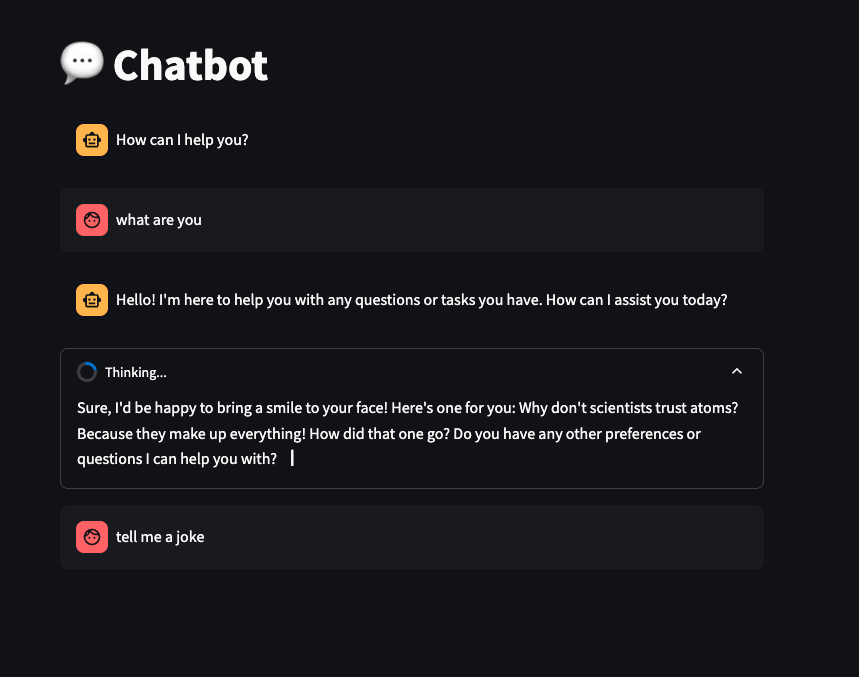 Chatbot
How can I help you?
what are you
Hello! I'm here to help you with any questions or tasks you have. How can I assist you today?
Thinking...
Sure, I'd be happy to bring a smile to your face! Here's one for you: Why don't scientists trust atoms?
Because they make up everything! How did that one go? Do you have any other preferences or
questions I can help you with?
tell me a joke